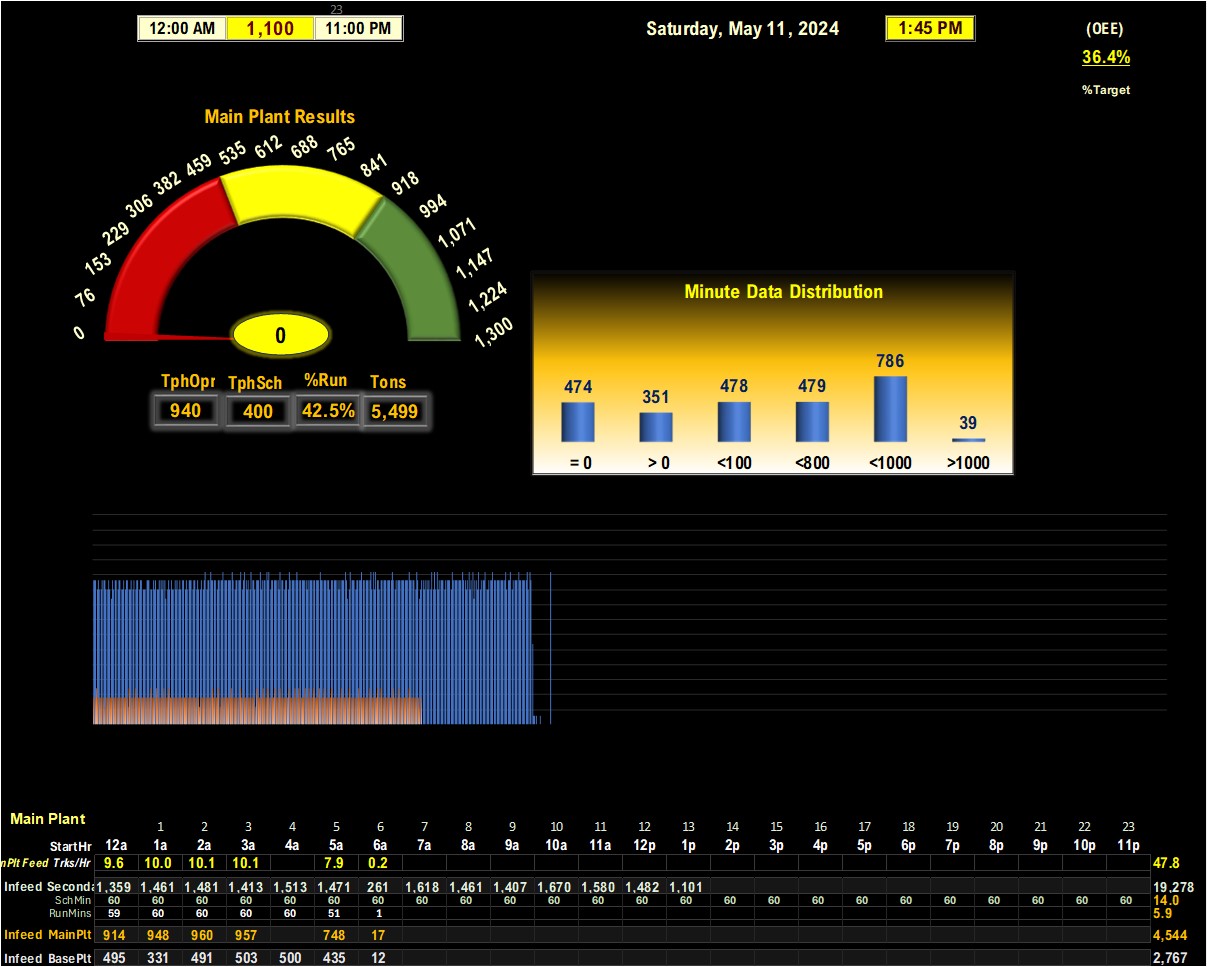 23
12:00 AM 1,100 11:00 PM
Saturday, May 11, 2024 1:45 PM
(OEE)
36.4%
%Target
Main Plant Results
0 76 153 229 306 382 459 535 612 688 765 841 918 994 1,071 1,147 1,224 1,300
0
TphOpr TphSch %Run Tons
940 400 42.5% 5,499
Minute Data Distribution
474 351 478 479 786 39
= 0 > 0 <100 <800 <1000 >1000
Main Plant
1 2 3 4 5 6 7 8 9 10 11 12 13 14 15 16 17 18 19 20 21 22 23
StartHr 12a 1a 2a 3a 4a 5a 6a 7a 8a 9a 10a 11a 12p 1p 2p 3p 4p 5p 6p 7p 8p 9p 10p 11p
nPlt Feed Trks/Hr 9.6 10.0 10.1 10.1 7.9 0.2 47.8
Infeed Seconda 1,359 1,461 1,481 1,413 1,513 1,471 261 1,618 1,461 1,407 1,670 1,580 1,482 1,101 19,278
SchMin 60 60 60 60 60 60 60 60 60 60 60 60 60 60 60 60 60 60 60 60 60 60 60 60 14.0
RunMins 59 60 60 60 60 51 1 5.9
Infeed MainPlt 914 948 960 957 748 17 4,544
Infeed BasePlt 495 331 491 503 500 435 12 2,767